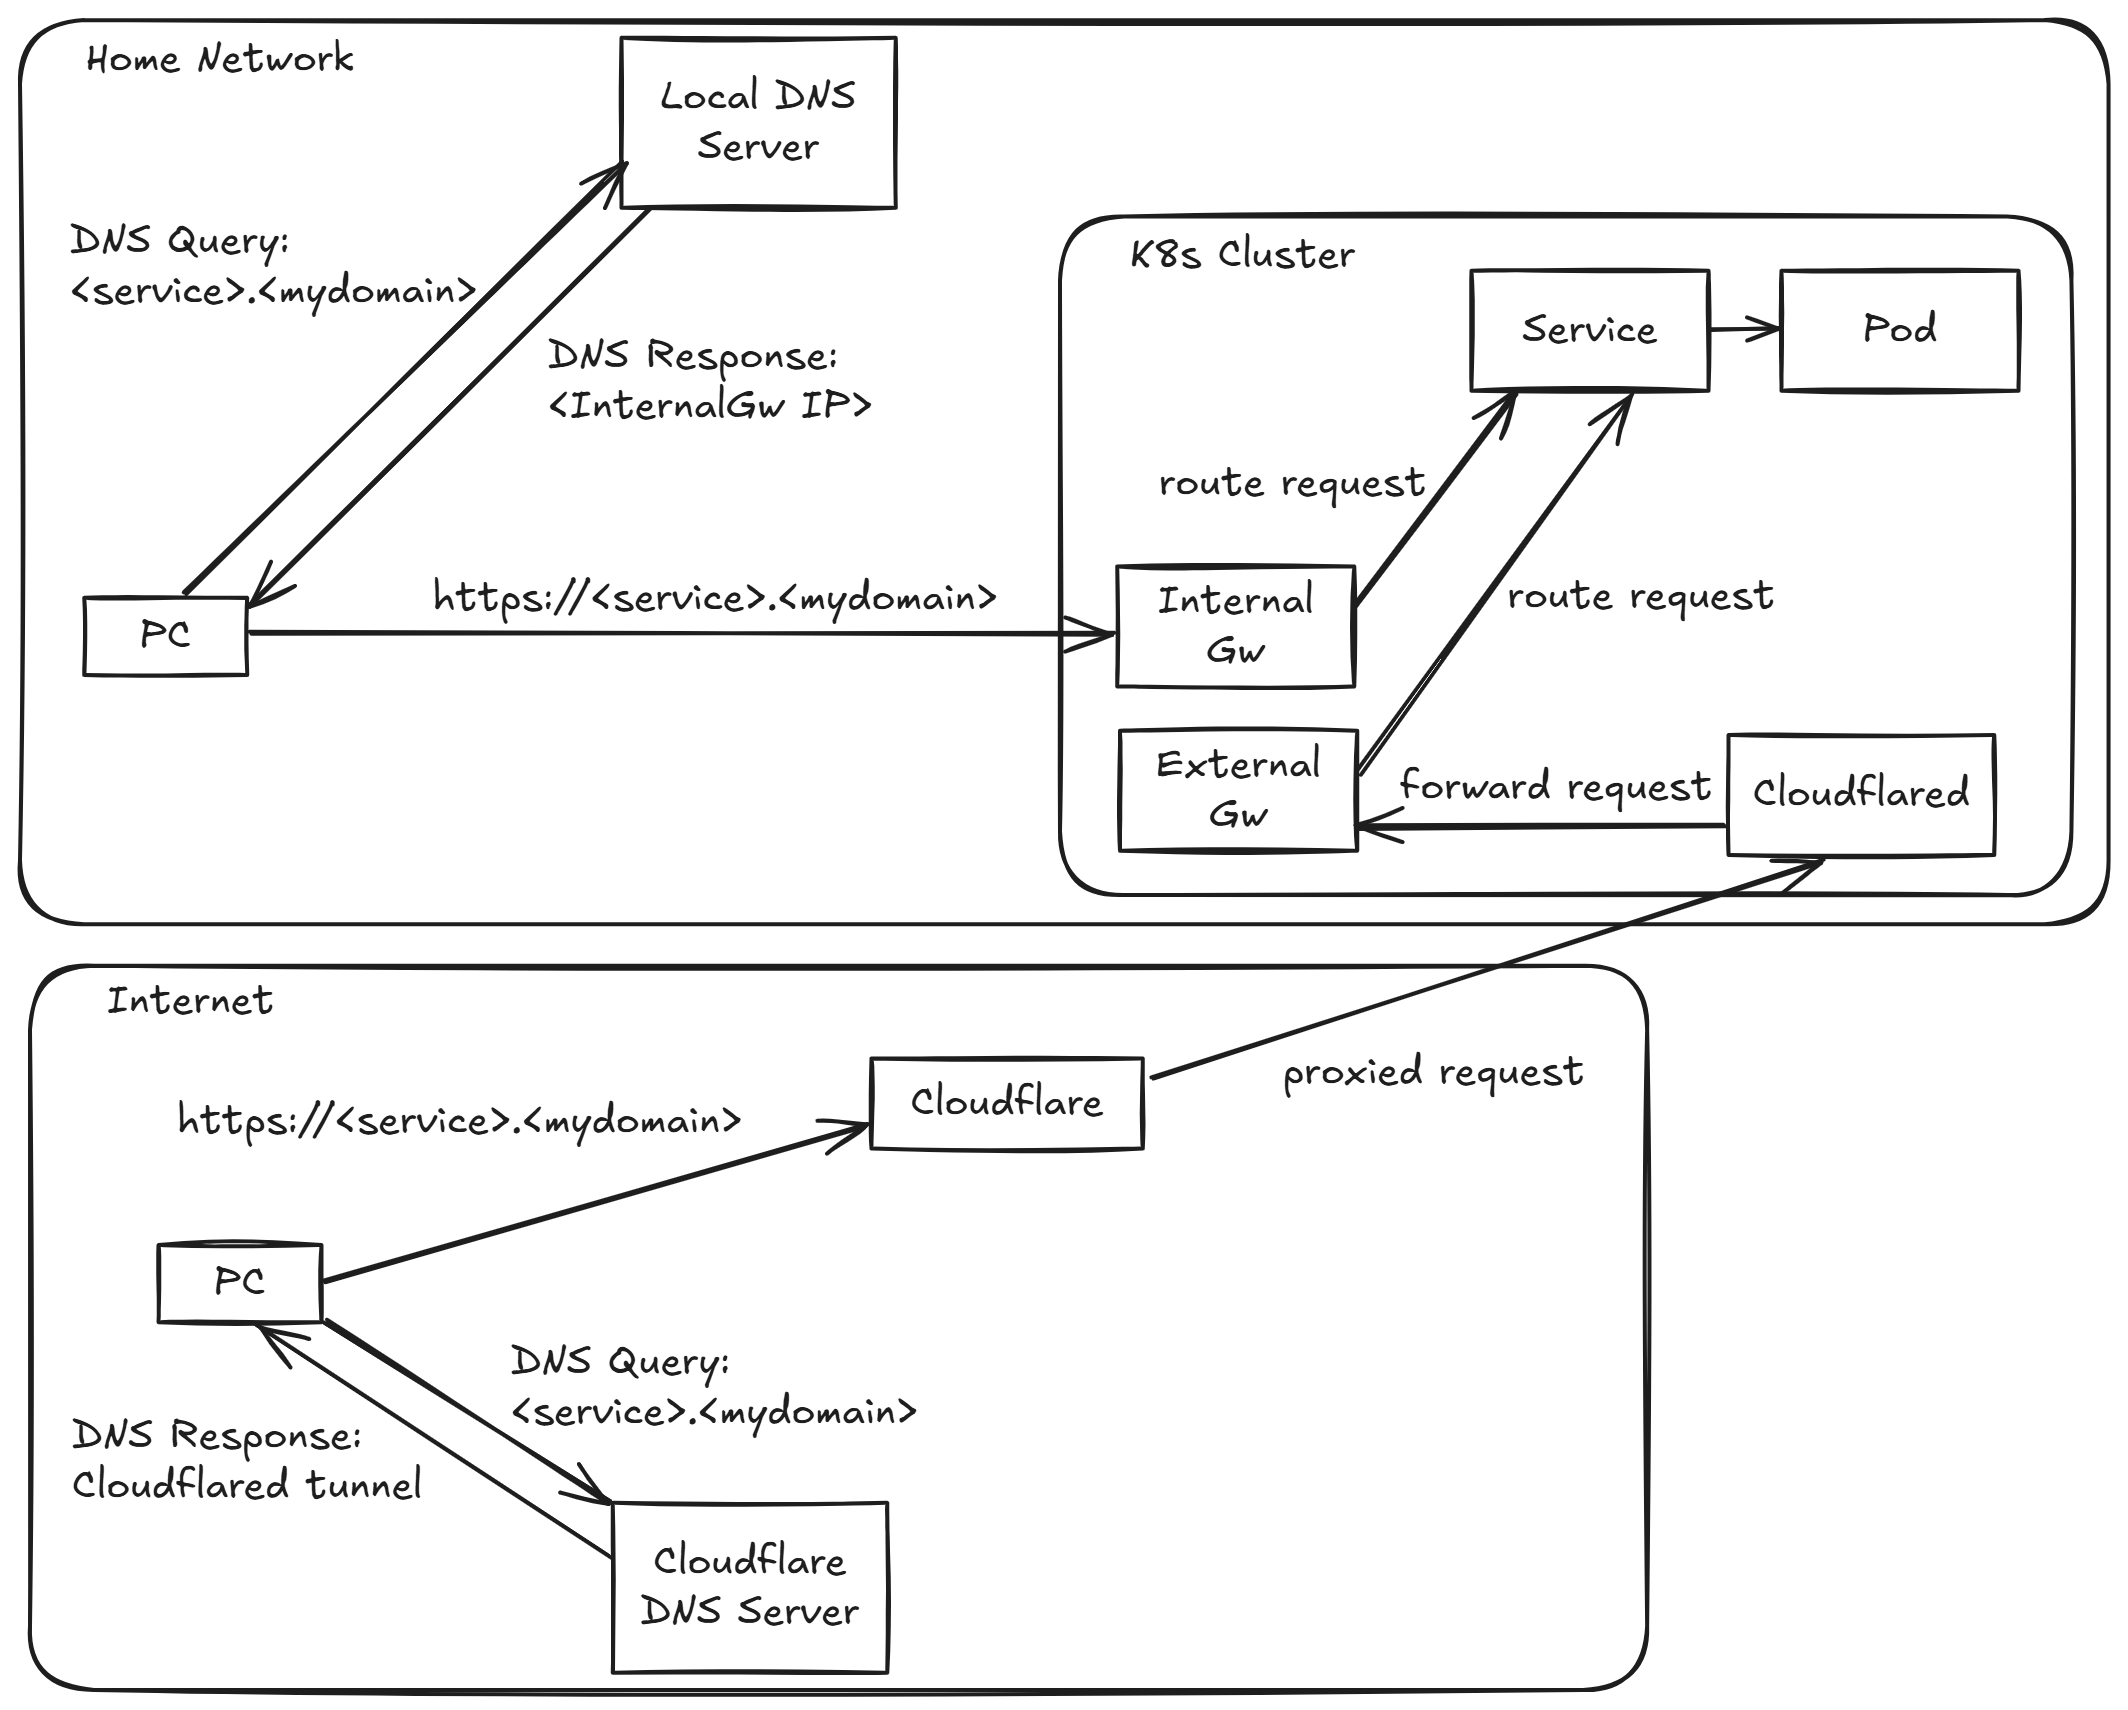 Home Network
Local DNS
Server
DNS Query:
<service>.<mydomain>
DNS Response:
<InternalGw IP>
PC
https://<service>.<mydomain>
K8s Cluster
Service
Pod
route request
Internal
Gw
route request
External
Gw
forward request
Cloudflared
Internet
Cloudflare
proxied request
https://<service>.<mydomain>
PC
DNS Query:
<service>.<mydomain>
DNS Response:
Cloudflared tunnel
Cloudflare
DNS Server